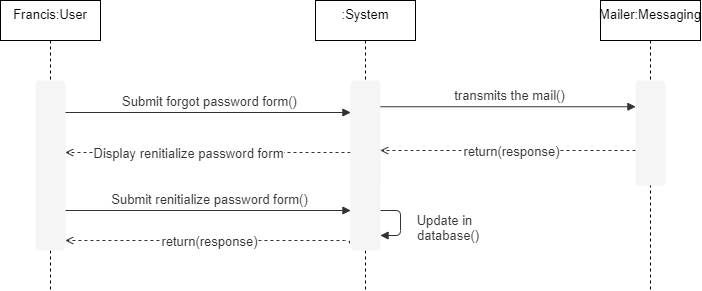 Francis:User
:System
Mailer:Messaging
Submit forgot password form()
transmits the mail()
Display renitialize password form
return(response)
Submit renitialize password form()
Update in
database()
return(response)